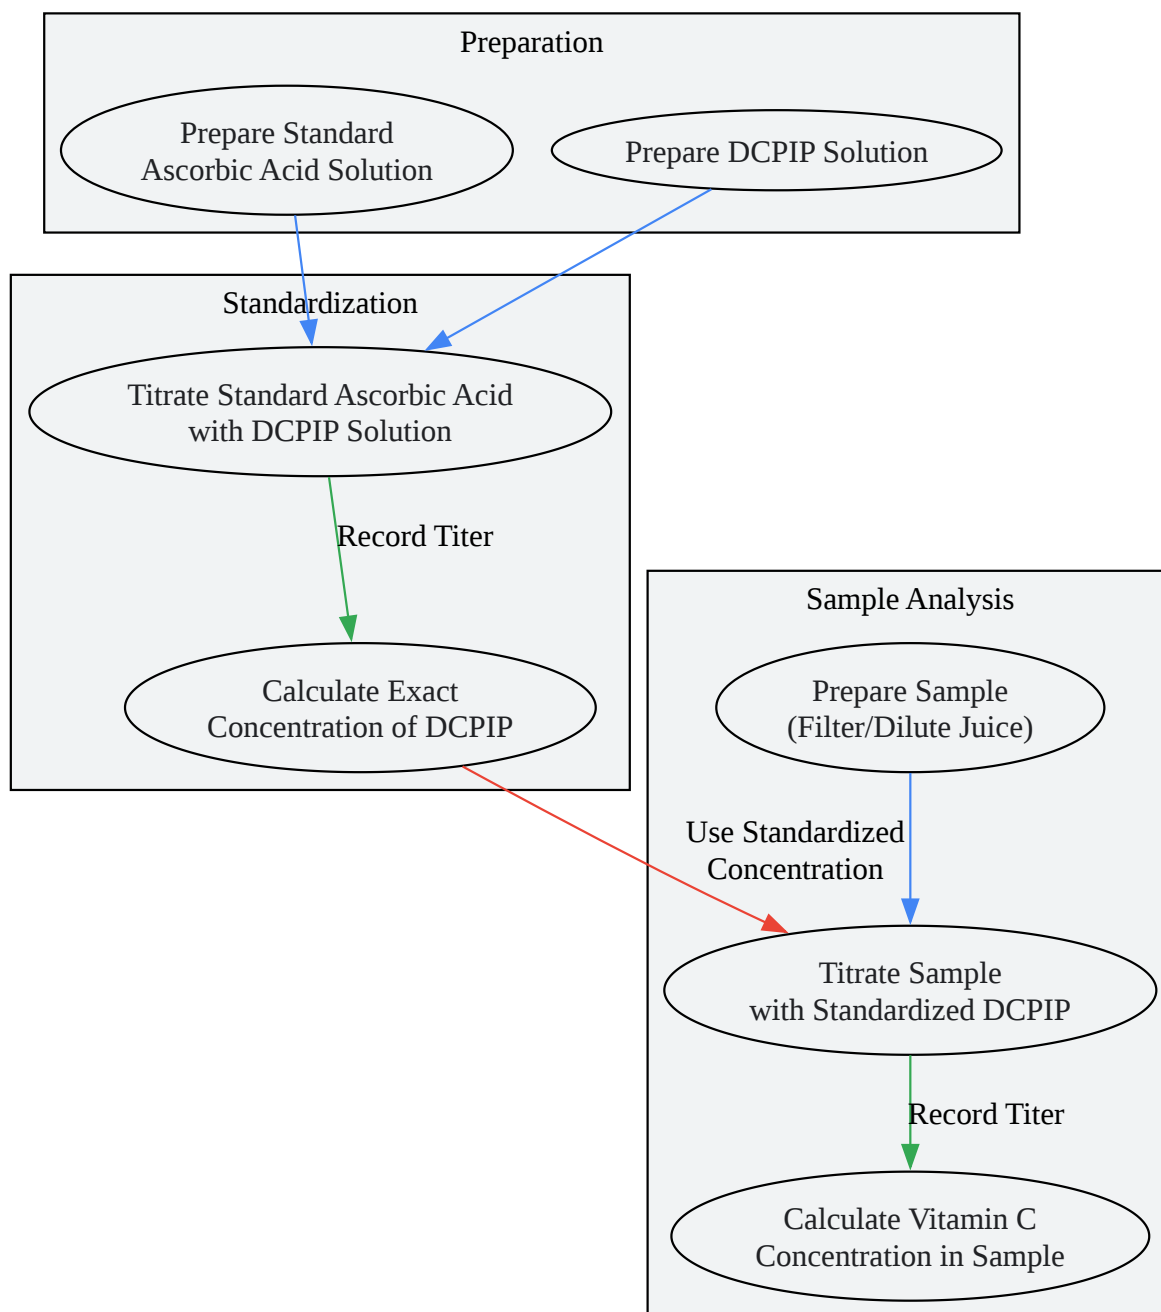 Preparation
Prepare Standard
Ascorbic Acid Solution
Prepare DCPIP Solution
Standardization
Titrate Standard Ascorbic Acid
with DCPIP Solution
Record Titer
Calculate Exact
Concentration of DCPIP
Sample Analysis
Prepare Sample
(Filter/Dilute Juice)
Use Standardized
Concentration
Titrate Sample
with Standardized DCPIP
Record Titer
Calculate Vitamin C
Concentration in Sample